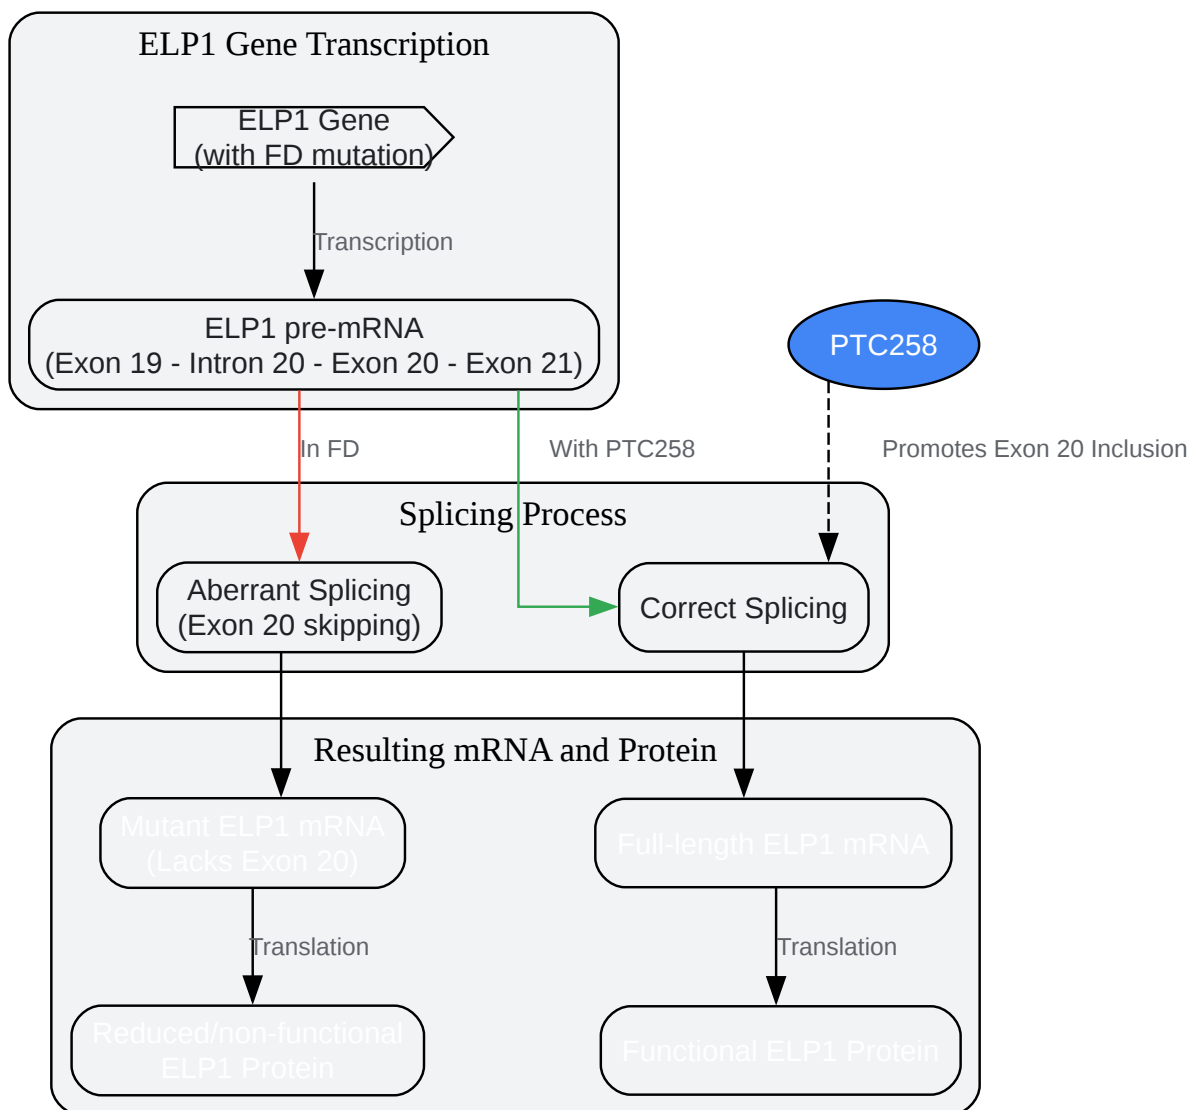 ELP1 Gene Transcription
ELP1 Gene
(with FD mutation)
Transcription
ELP1 pre-mRNA
(Exon 19 - Intron 20 - Exon 20 - Exon 21)
PTC258
In FD
With PTC258
Promotes Exon 20 Inclusion
Splicing Process
Aberrant Splicing
(Exon 20 skipping)
Correct Splicing
Resulting mRNA and Protein
Mutant ELP1 mRNA
(Lacks Exon 20)
Full-length ELP1 mRNA
Translation
Translation
Reduced/non-functional
ELP1 Protein
Functional ELP1 Protein